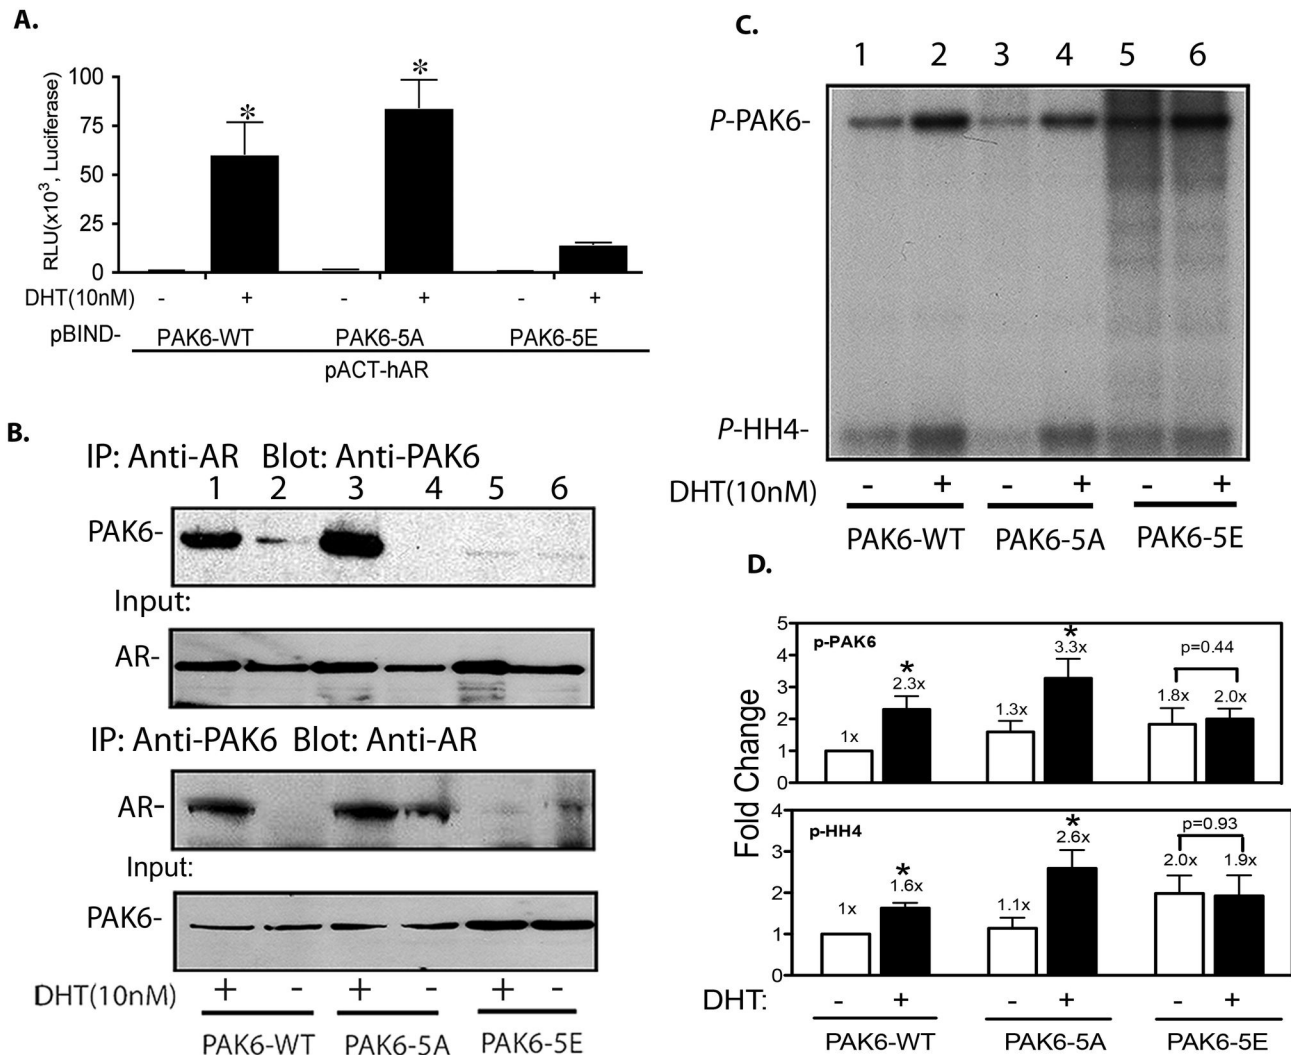 A.
RLU(x10³, Luciferase)
100
75
50
25
0
*
*
DHT(10nM) - + - + - +
pBIND- PAK6-WT PAK6-5A PAK6-5E
pACT-hAR
B.
IP: Anti-AR Blot: Anti-PAK6
1 2 3 4 5 6
PAK6-
Input:
AR-
IP: Anti-PAK6 Blot: Anti-AR
AR-
Input:
PAK6-
DHT(10nM) + - + - + -
PAK6-WT PAK6-5A PAK6-5E
C.
1 2 3 4 5 6
P-PAK6-
P-HH4-
DHT(10nM) - + - + - +
PAK6-WT PAK6-5A PAK6-5E
D.
Fold Change
5
4
3
2
1
0
p-PAK6
1x
*
2.3x
1.3x
*
3.3x
1.8x
2.0x
p=0.44
4
3
2
1
0
p-HH4
1x
*
1.6x
1.1x
*
2.6x
2.0x
1.9x
p=0.93
DHT: - + - + - +
PAK6-WT PAK6-5A PAK6-5E